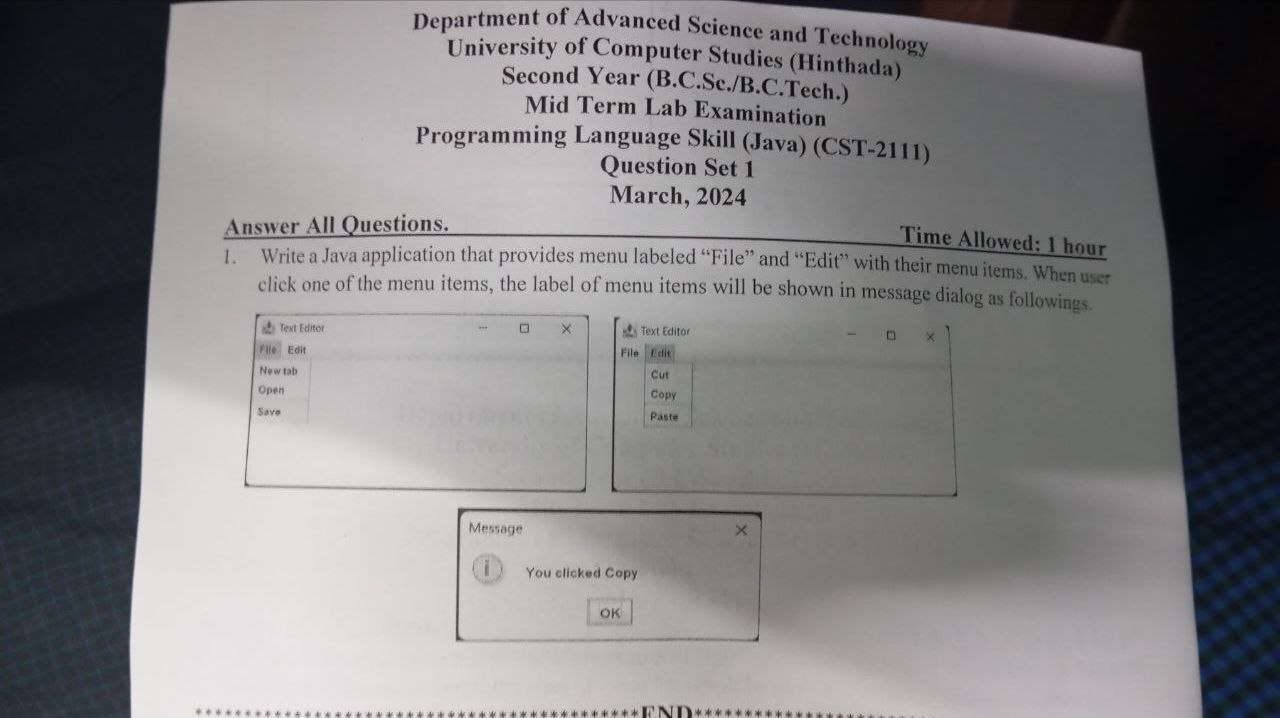 Department of Advanced Science and Technology
University of Computer Studies (Hinthada)
Second Year (B.C.Sc./B.C.Tech.)
Mid Term Lab Examination
Programming Language Skill (Java) (CST-2111)
Question Set 1
March, 2024
Answer All Questions. Time Allowed: 1 hour
1. Write a Java application that provides menu labeled “File” and “Edit” with their menu items. When user
click one of the menu items, the label of menu items will be shown in message dialog as followings.
Text Editor
File Edit
New tab
Open
Save
Text Editor
File Edit
Cut
Copy
Paste
Message
You clicked Copy
OK
END